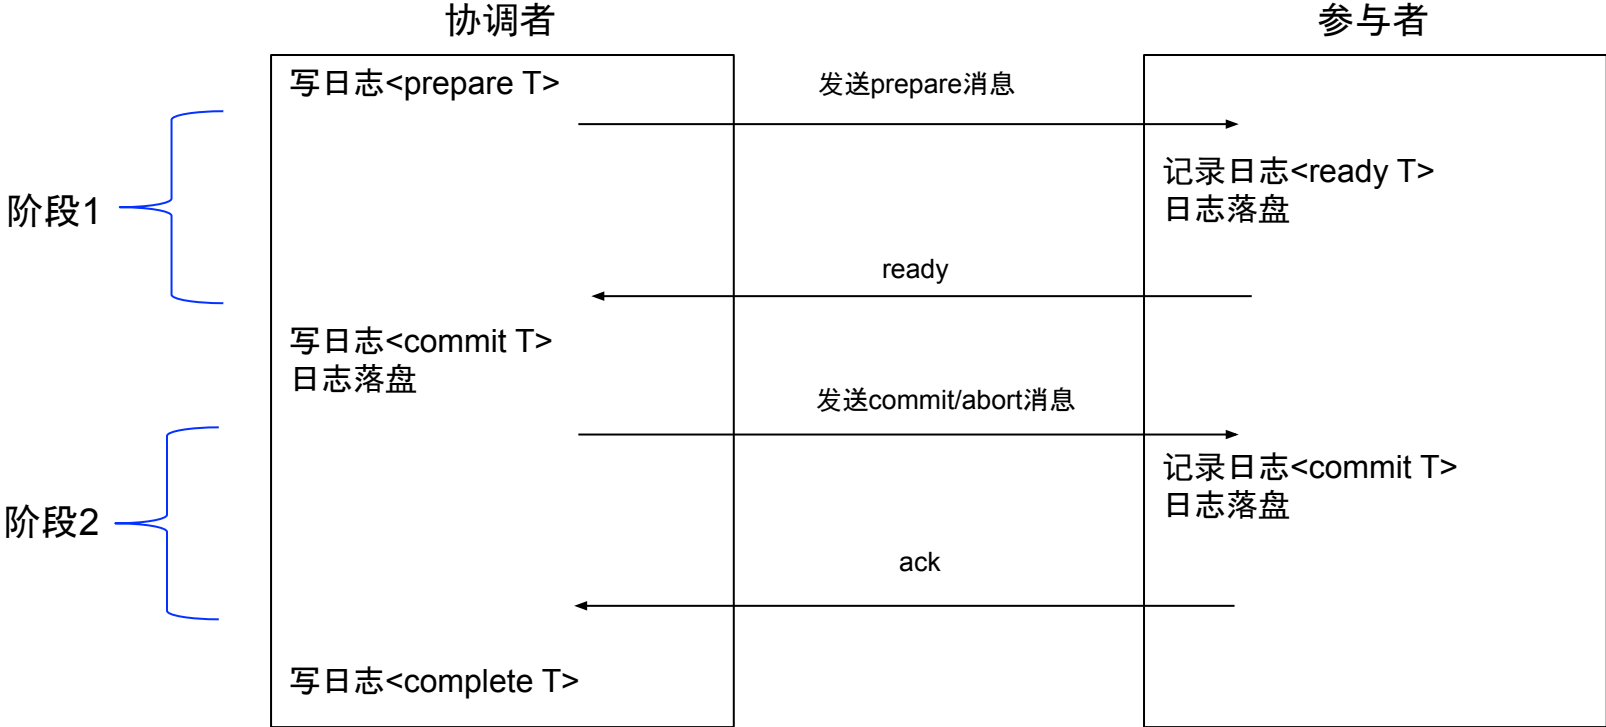 协调者
参与者
写日志<prepare T>
发送prepare消息
记录日志<ready T>
日志落盘
阶段1
ready
写日志<commit T>
日志落盘
发送commit/abort消息
记录日志<commit T>
日志落盘
阶段2
ack
写日志<complete T>